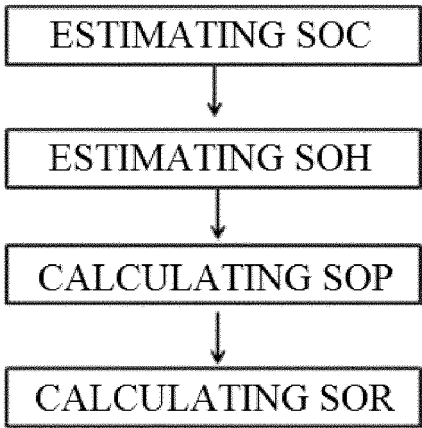 ESTIMATING SOC
ESTIMATING SOH
CALCULATING SOP
CALCULATING SOR